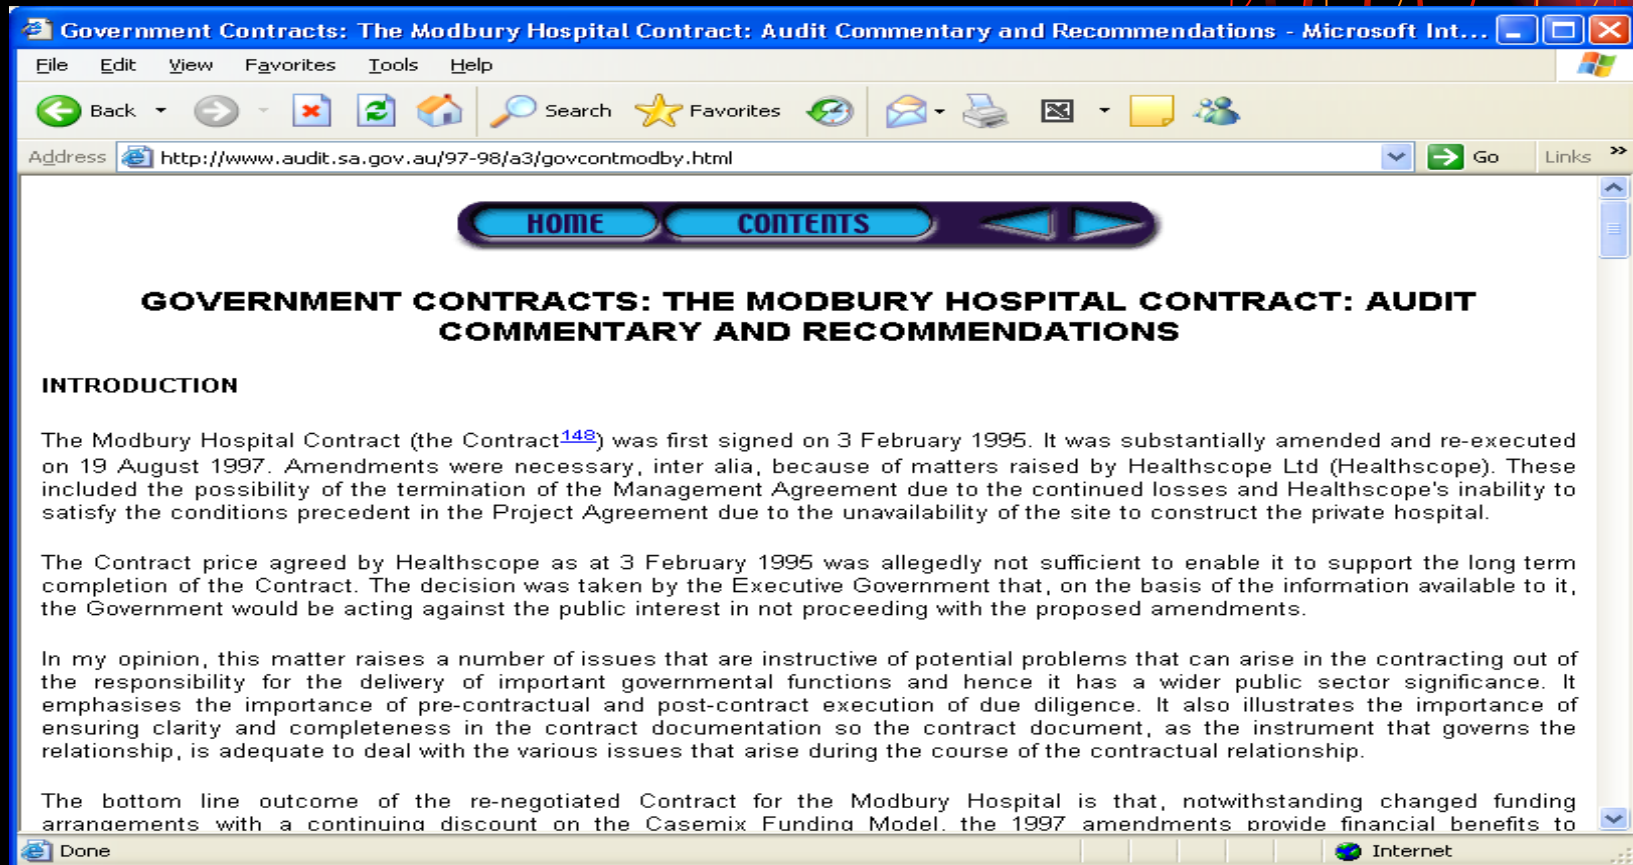 Government Contracts: The Modbury Hospital Contract: Audit Commentary and Recommendations - Microsoft Int...
File Edit View Favorites Tools Help
Back Search Favorites
Address http://www.audit.sa.gov.au/97-98/a3/govcontmodby.html Go Links »
HOME CONTENTS
GOVERNMENT CONTRACTS: THE MODBURY HOSPITAL CONTRACT: AUDIT
COMMENTARY AND RECOMMENDATIONS
INTRODUCTION
The Modbury Hospital Contract (the Contract148) was first signed on 3 February 1995. It was substantially amended and re-executed
on 19 August 1997. Amendments were necessary, inter alia, because of matters raised by Healthscope Ltd (Healthscope). These
included the possibility of the termination of the Management Agreement due to the continued losses and Healthscope's inability to
satisfy the conditions precedent in the Project Agreement due to the unavailability of the site to construct the private hospital.
The Contract price agreed by Healthscope as at 3 February 1995 was allegedly not sufficient to enable it to support the long term
completion of the Contract. The decision was taken by the Executive Government that, on the basis of the information available to it,
the Government would be acting against the public interest in not proceeding with the proposed amendments.
In my opinion, this matter raises a number of issues that are instructive of potential problems that can arise in the contracting out of
the responsibility for the delivery of important governmental functions and hence it has a wider public sector significance. It
emphasises the importance of pre-contractual and post-contract execution of due diligence. It also illustrates the importance of
ensuring clarity and completeness in the contract documentation so the contract document, as the instrument that governs the
relationship, is adequate to deal with the various issues that arise during the course of the contractual relationship.
The bottom line outcome of the re-negotiated Contract for the Modbury Hospital is that, notwithstanding changed funding
arrangements with a continuing discount on the Casemix Funding Model, the 1997 amendments provide financial benefits to
Done Internet